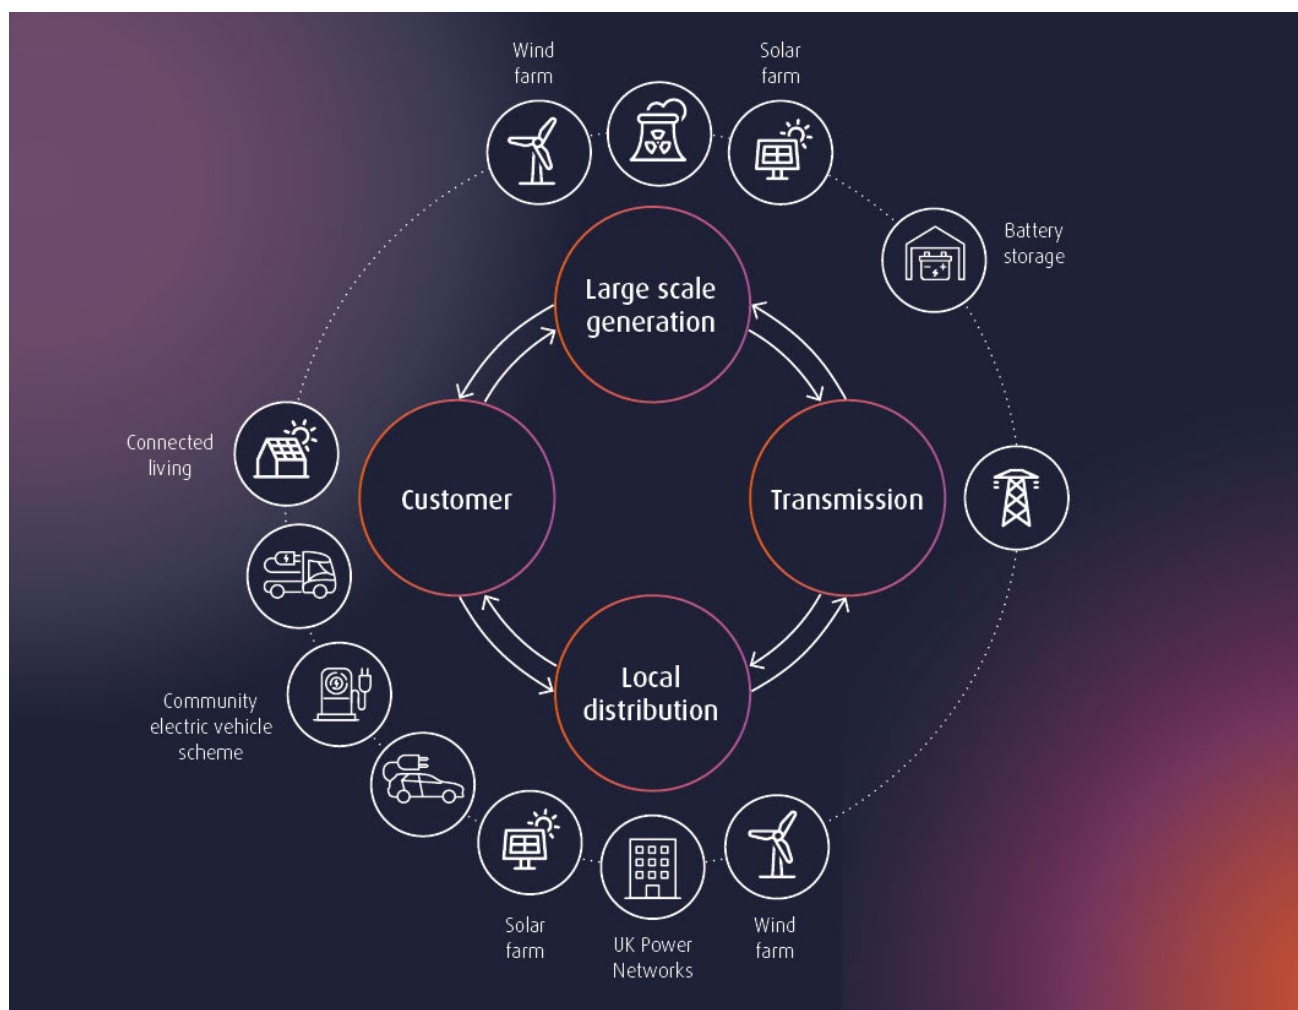 Wind
farm
Solar
farm
Battery
storage
Large scale
generation
Connected
living
Customer
Transmission
Community
electric vehicle
scheme
Local
distribution
Solar
farm
UK Power
Networks
Wind
farm